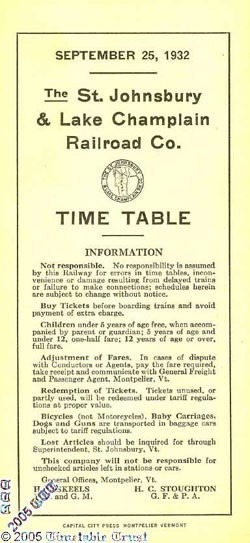 SEPTEMBER 25, 1932
The St. Johnsbury
& Lake Champlain
Railroad Co.
TIME TABLE
INFORMATION
Not responsible. No responsibility is assumed
by this Railway for errors in time tables, incon-
venience or damage resulting from delayed trains
or failure to make connections; schedules herein
are subject to change without notice.
Buy Tickets before boarding trains and avoid
payment of extra charge.
Children under 5 years of age free, when accom-
panied by parent or guardian; 5 years of age and
under 12, one-half fare; 12 years of age or over,
full fare.
Adjustment of Fares. In cases of dispute
with Conductors or Agents, pay the fare required,
take receipt and communicate with General Freight
and Passenger Agent, Montpelier, Vt.
Redemption of Tickets. Tickets unused, or
partly used, will be redeemed under tariff regula-
tions at proper value.
Bicycles (not Motorcycles), Baby Carriages,
Dogs and Guns are transported in baggage cars
subject to tariff regulations.
Lost Articles should be inquired for through
Superintendent, St. Johnsbury, Vt.
This company will not be responsible for
unchecked articles left in stations or cars.
General Offices, Montpelier, Vt.
H. C. STOUGHTON
and G. M. G. F. & P. A.
CAPITAL CITY PRESS MONTPELIER VERMONT
© 2005 Timetable Trust